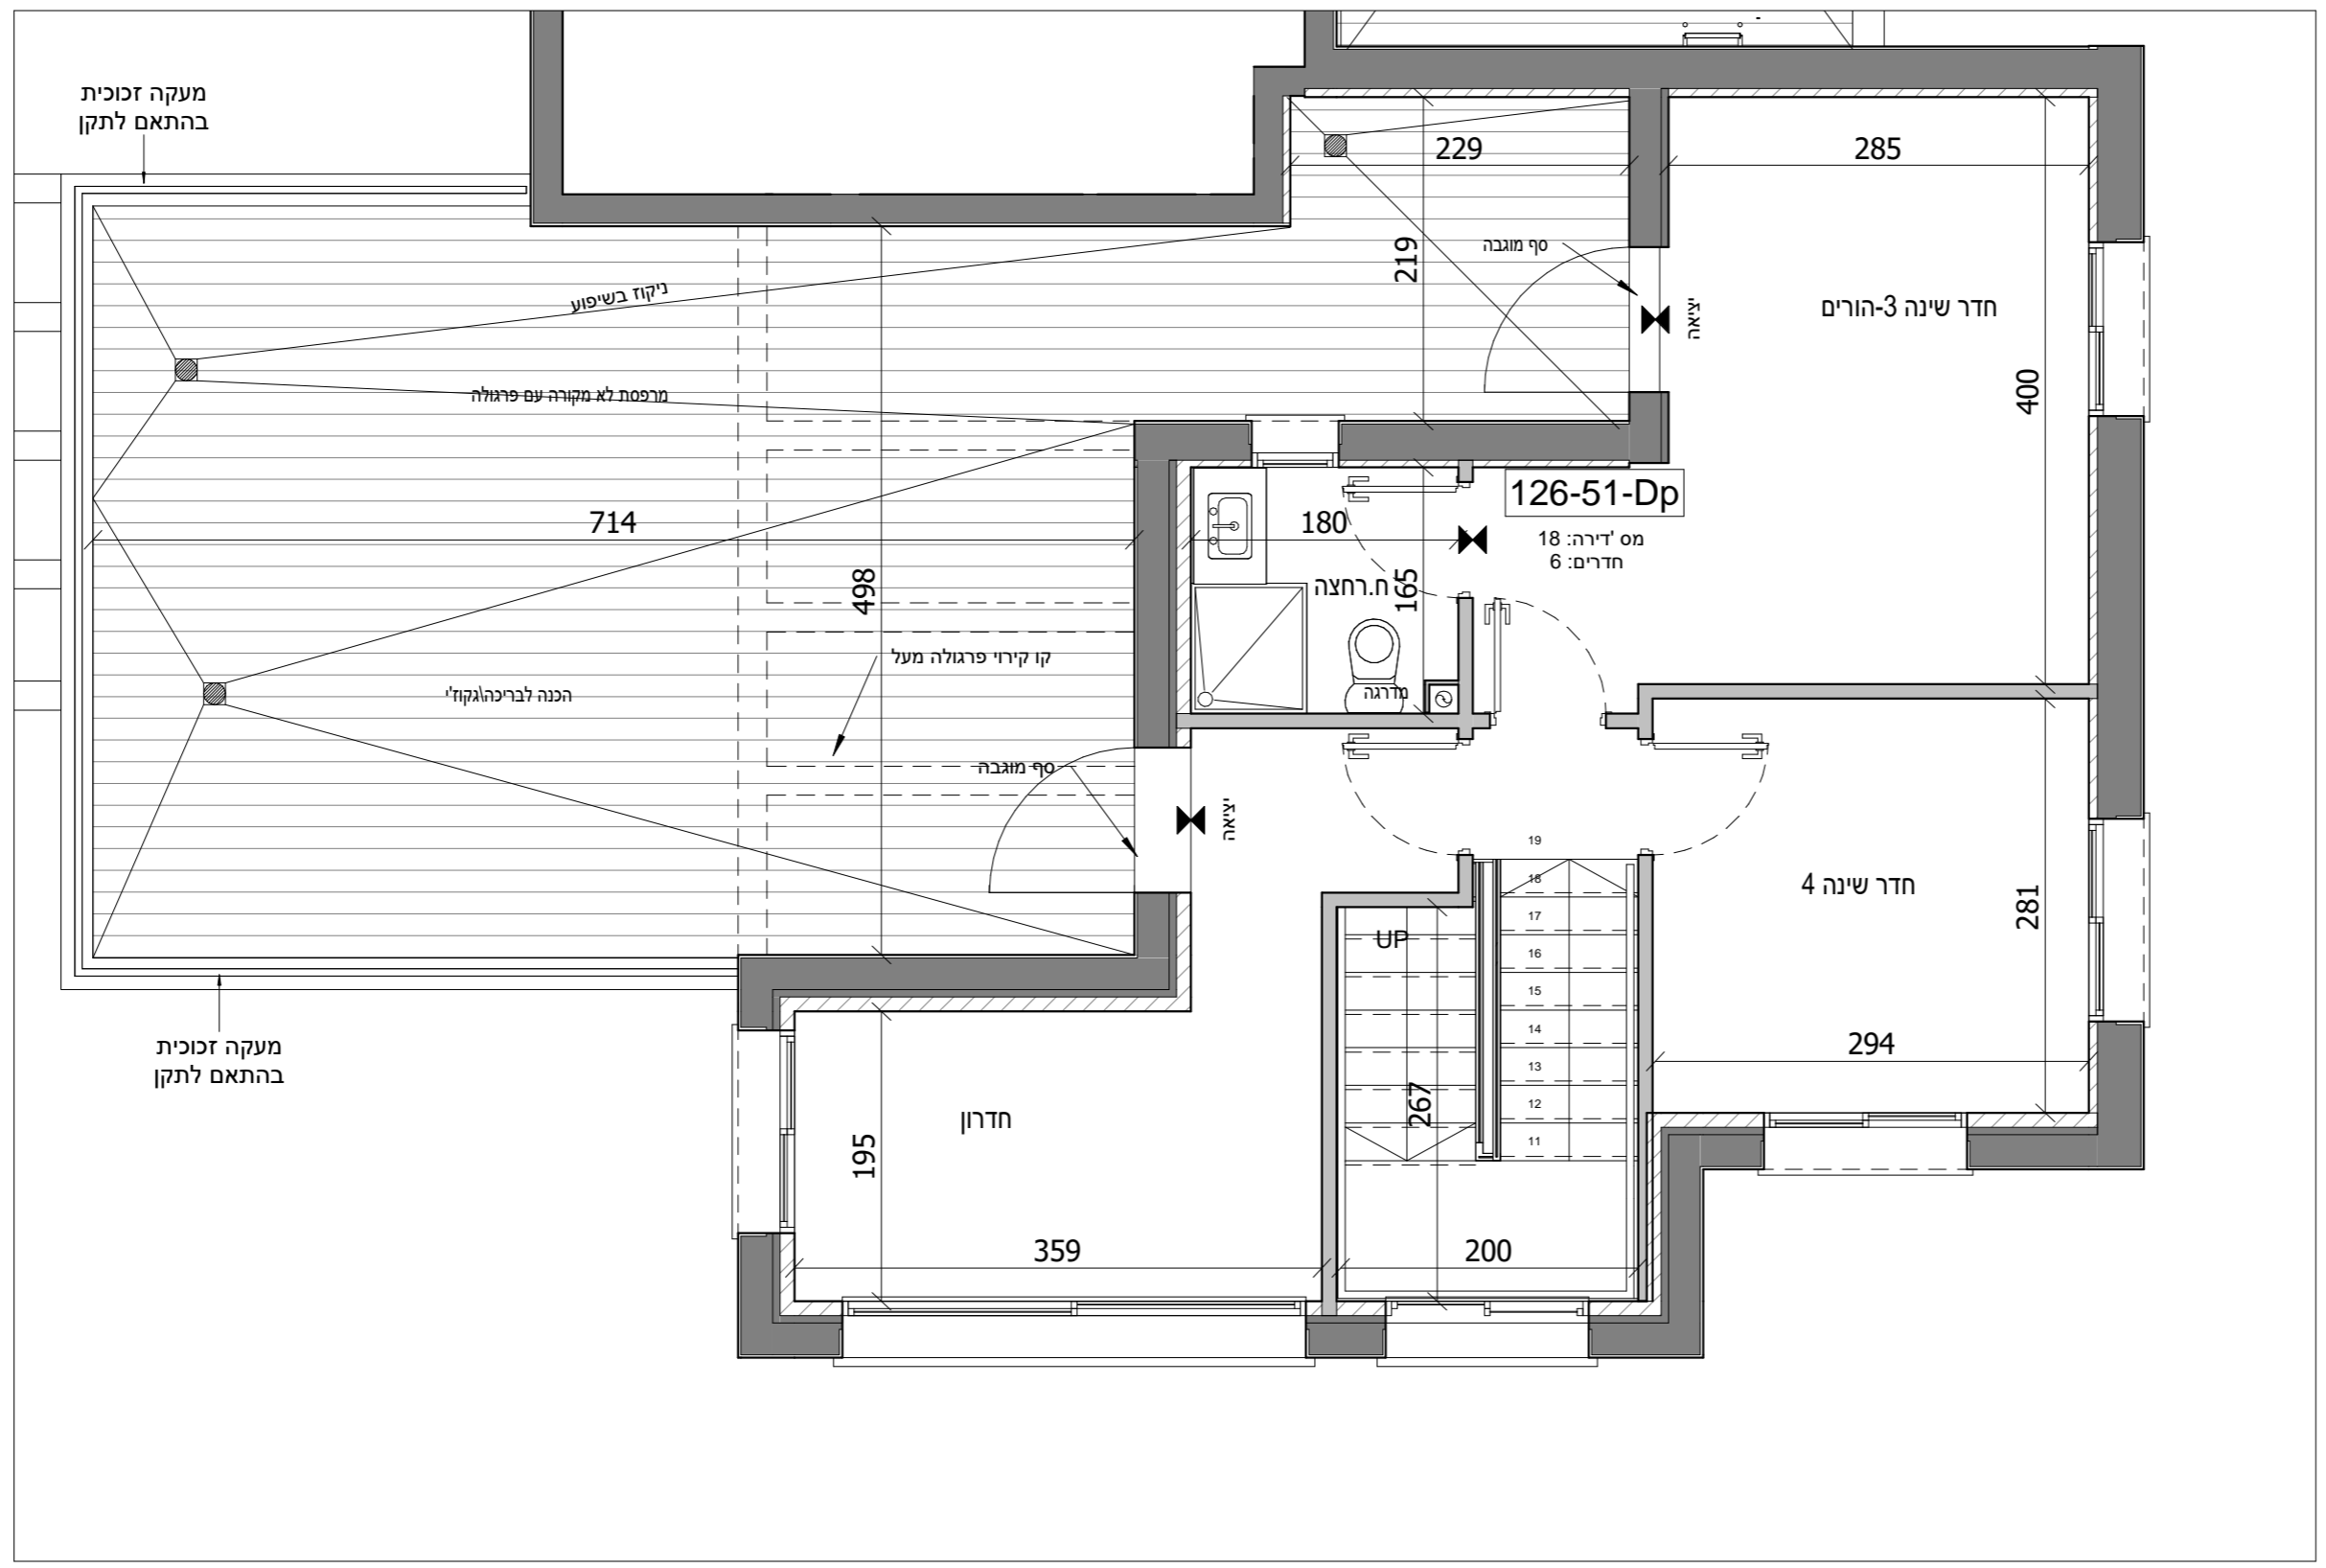 מעקה זכוכית
בהתאם לתקן
229
285
219
סף מוגבה
יציאה
חדר שינה 3-הורים
ניקוז בשיפוע
מרפסת לא מקורה עם פרגולה
400
126-51-Dp
מס 'דירה: 18
חדרים: 6
714
180
498
165
ח.רחצה
קו קירוי פרגולה מעל
הכנה לבריכה\גקוז'י
מדרגה
סף מוגבה
יציאה
19
18
17
16
15
14
13
12
11
UP
חדר שינה 4
281
294
מעקה זכוכית
בהתאם לתקן
חדרון
195
267
359
200